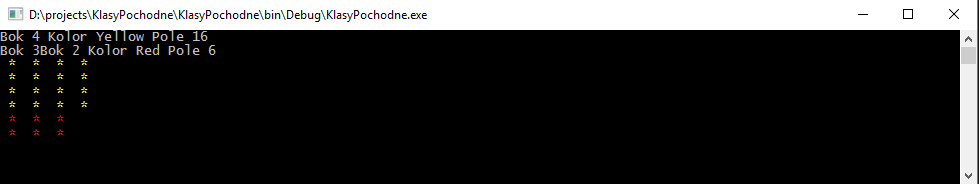 D:\projects\KlasyPochodne\KlasyPochodne\bin\Debug\KlasyPochodne.exe
Bok 4 Kolor Yellow Pole 16
Bok 3Bok 2 Kolor Red Pole 6
* * * *
* * * *
* * * *
* * * *
* * *
* * *